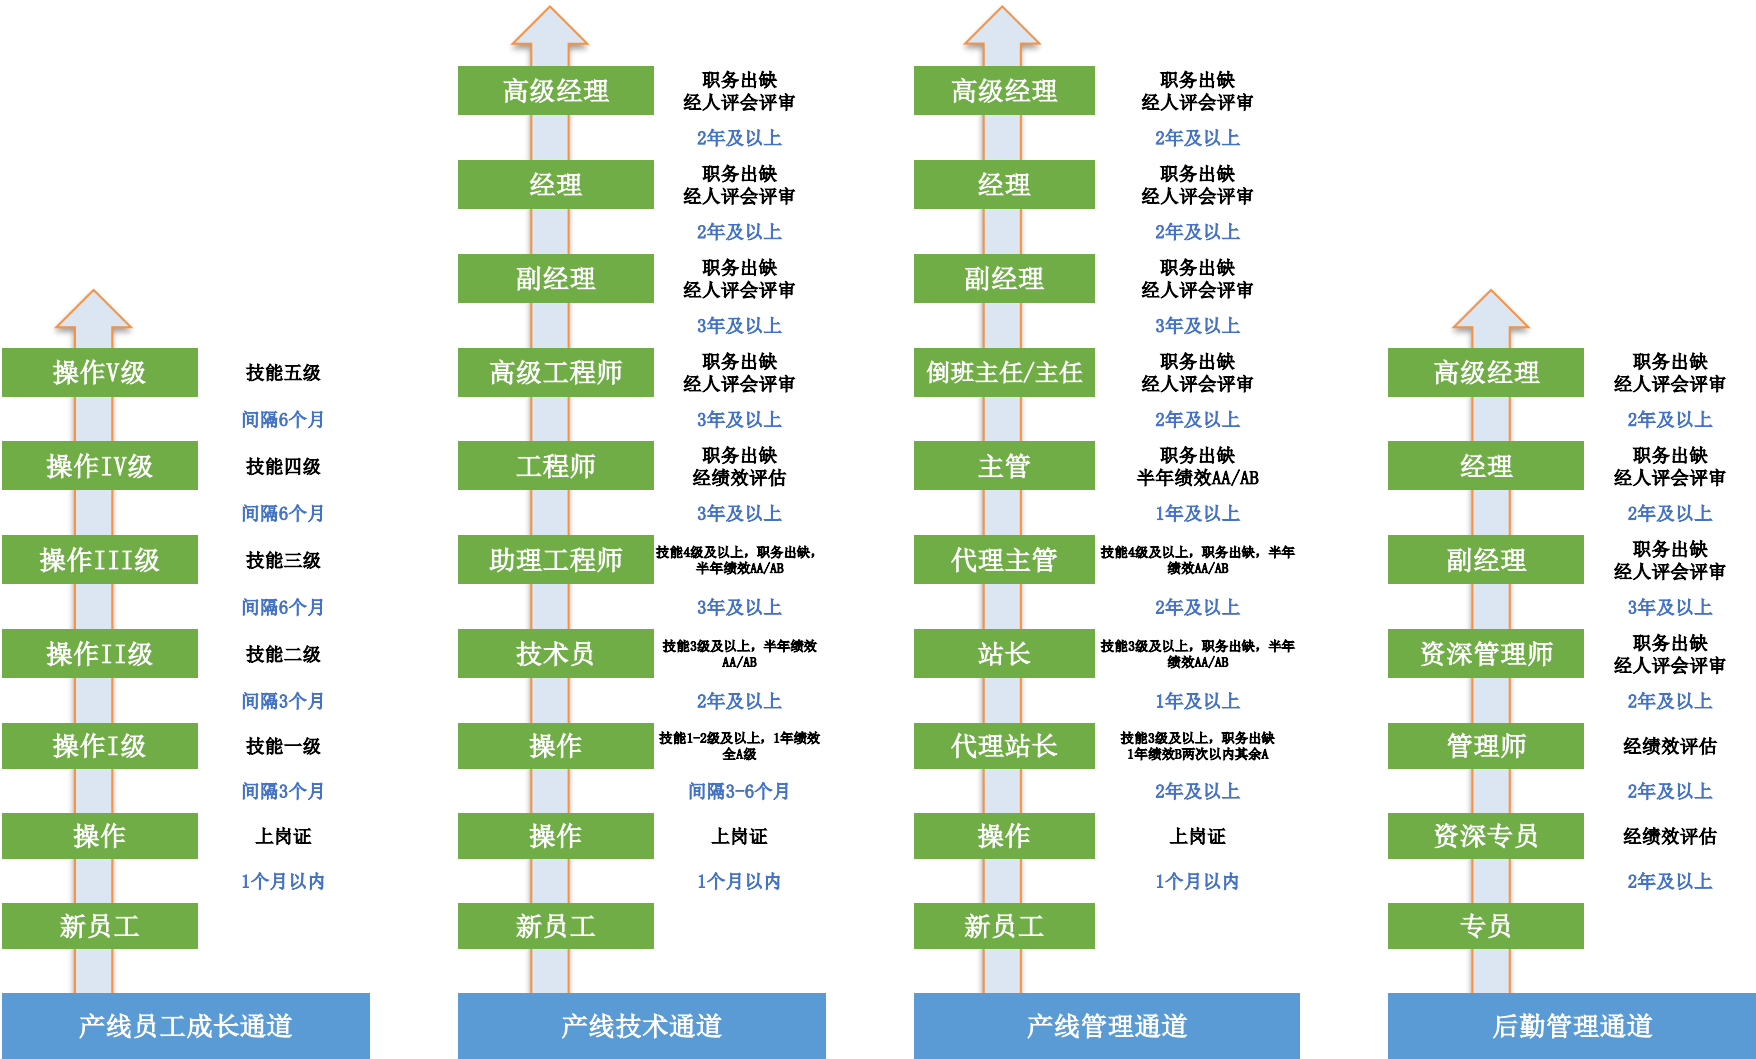 操作V级
技能五级
间隔6个月
操作IV级
技能四级
间隔6个月
操作III级
技能三级
间隔6个月
操作II级
技能二级
间隔3个月
操作I级
技能一级
间隔3个月
操作
上岗证
1个月以内
新员工
产线员工成长通道
高级经理
职务出缺
经人评会评审
2年及以上
经理
职务出缺
经人评会评审
2年及以上
副经理
职务出缺
经人评会评审
3年及以上
高级工程师
职务出缺
经人评会评审
3年及以上
工程师
职务出缺
经绩效评估
3年及以上
助理工程师
技能4级及以上，职务出缺，
半年绩效AA/AB
3年及以上
技术员
技能3级及以上，半年绩效
AA/AB
2年及以上
操作
技能1-2级及以上，1年绩效
全A级
间隔3-6个月
操作
上岗证
1个月以内
新员工
产线技术通道
高级经理
职务出缺
经人评会评审
2年及以上
经理
职务出缺
经人评会评审
2年及以上
副经理
职务出缺
经人评会评审
3年及以上
倒班主任/主任
职务出缺
经人评会评审
2年及以上
主管
职务出缺
半年绩效AA/AB
1年及以上
代理主管
技能4级及以上，职务出缺，半年
绩效AA/AB
2年及以上
站长
技能3级及以上，职务出缺，半年
绩效AA/AB
1年及以上
代理站长
技能3级及以上，职务出缺
1年绩效B两次以内其余A
2年及以上
操作
上岗证
1个月以内
新员工
产线管理通道
高级经理
职务出缺
经人评会评审
2年及以上
经理
职务出缺
经人评会评审
2年及以上
副经理
职务出缺
经人评会评审
3年及以上
资深管理师
职务出缺
经人评会评审
2年及以上
管理师
经绩效评估
2年及以上
资深专员
经绩效评估
2年及以上
专员
后勤管理通道